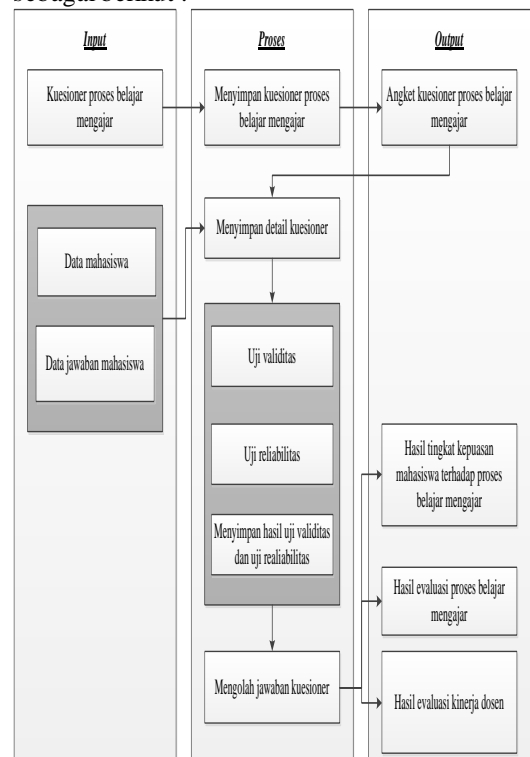 sebagai berikut :
Input
Proses
Output
Kuesioner proses belajar
mengajar
Menyimpan kuesioner proses
belajar mengajar
Angket kuesioner proses belajar
mengajar
Menyimpan detail kuesioner
Data mahasiswa
Data jawaban mahasiswa
Uji validitas
Uji reliabilitas
Menyimpan hasil uji validitas
dan uji realiabilitas
Hasil tingkat kepuasan
mahasiswa terhadap proses
belajar mengajar
Hasil evaluasi proses belajar
mengajar
Mengolah jawaban kuesioner
Hasil evaluasi kinerja dosen